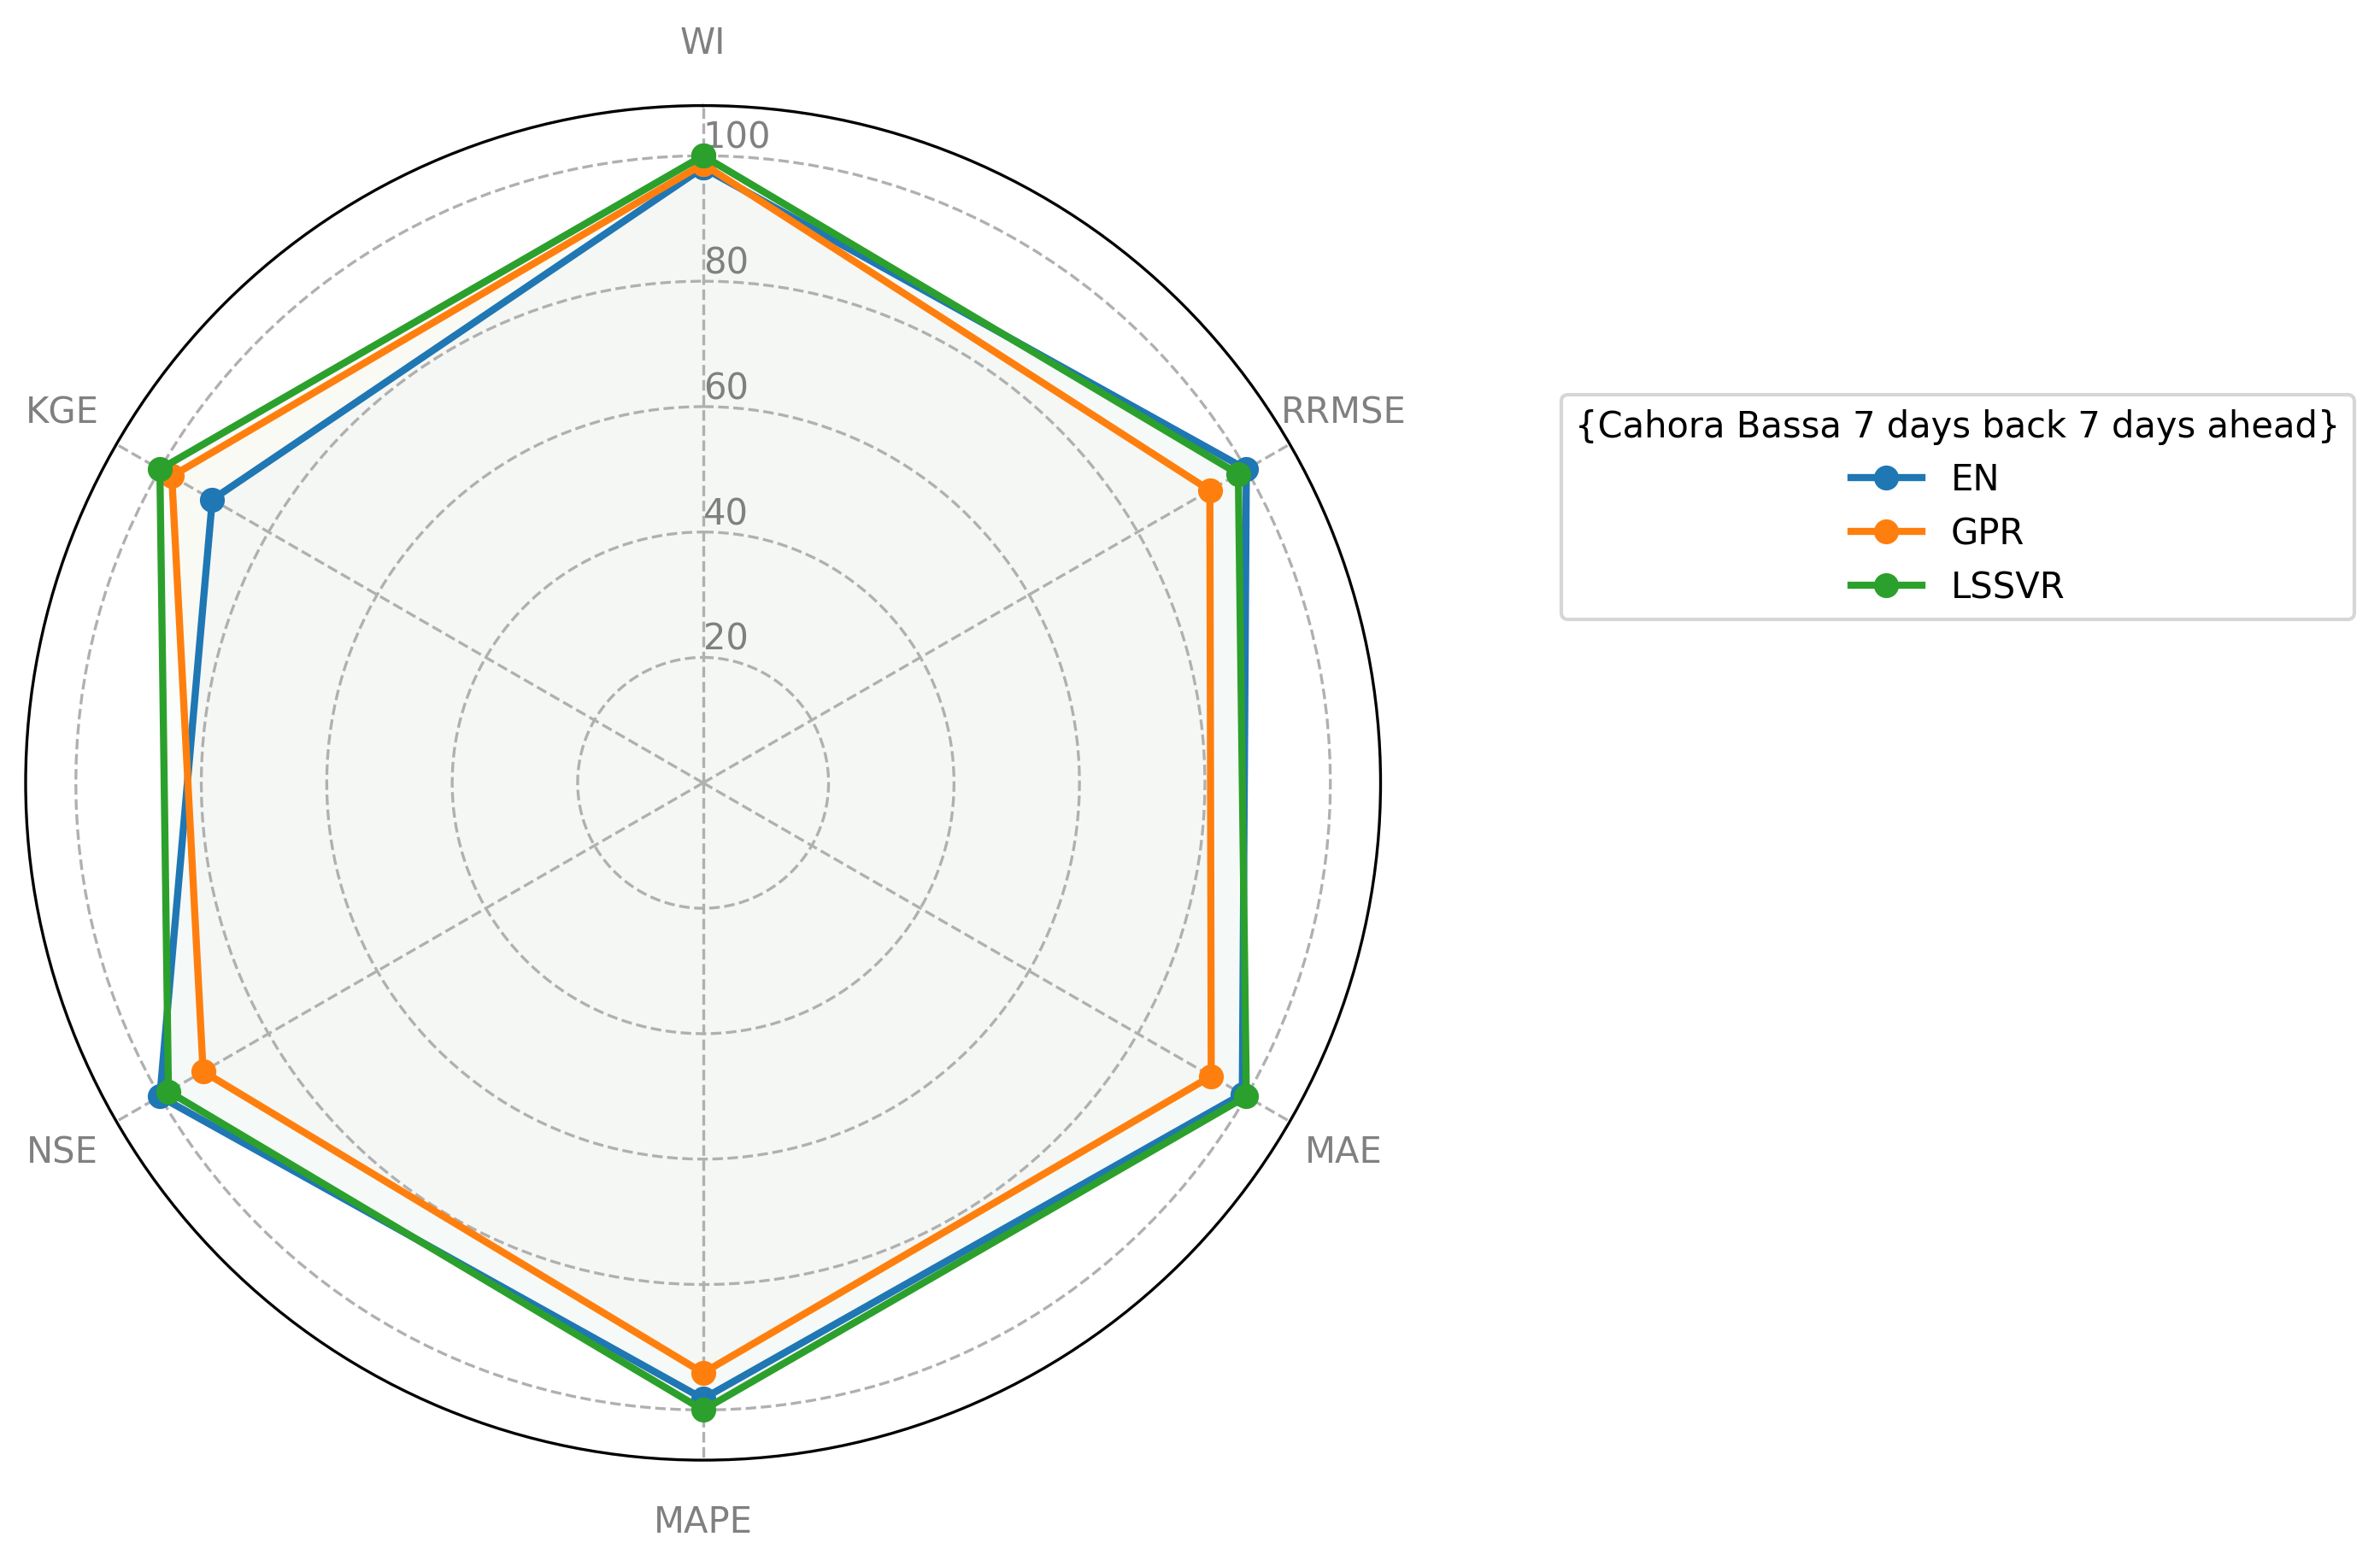 WI
100
80
60
40
20
KGE
RRMSE
NSE
MAE
MAPE
{Cahora Bassa 7 days back 7 days ahead}
EN
GPR
LSSVR